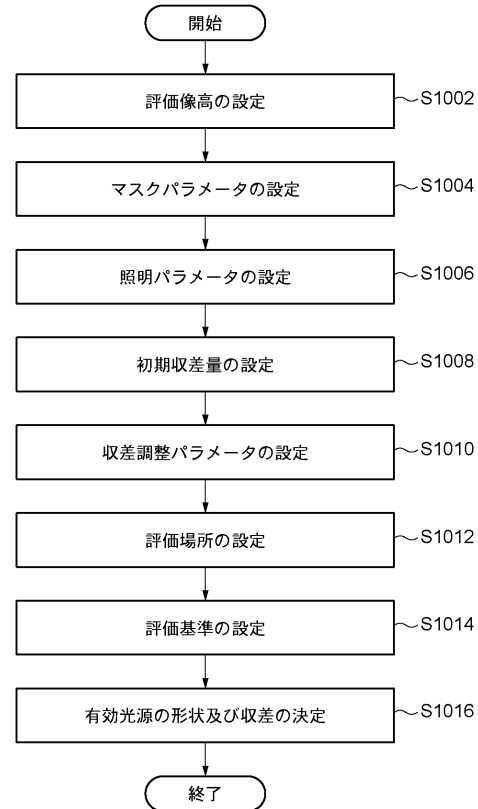 開始
評価像高の設定
S1002
マスクパラメータの設定
S1004
照明パラメータの設定
S1006
初期収差量の設定
S1008
収差調整パラメータの設定
S1010
評価場所の設定
S1012
評価基準の設定
S1014
有効光源の形状及び収差の決定
S1016
終了